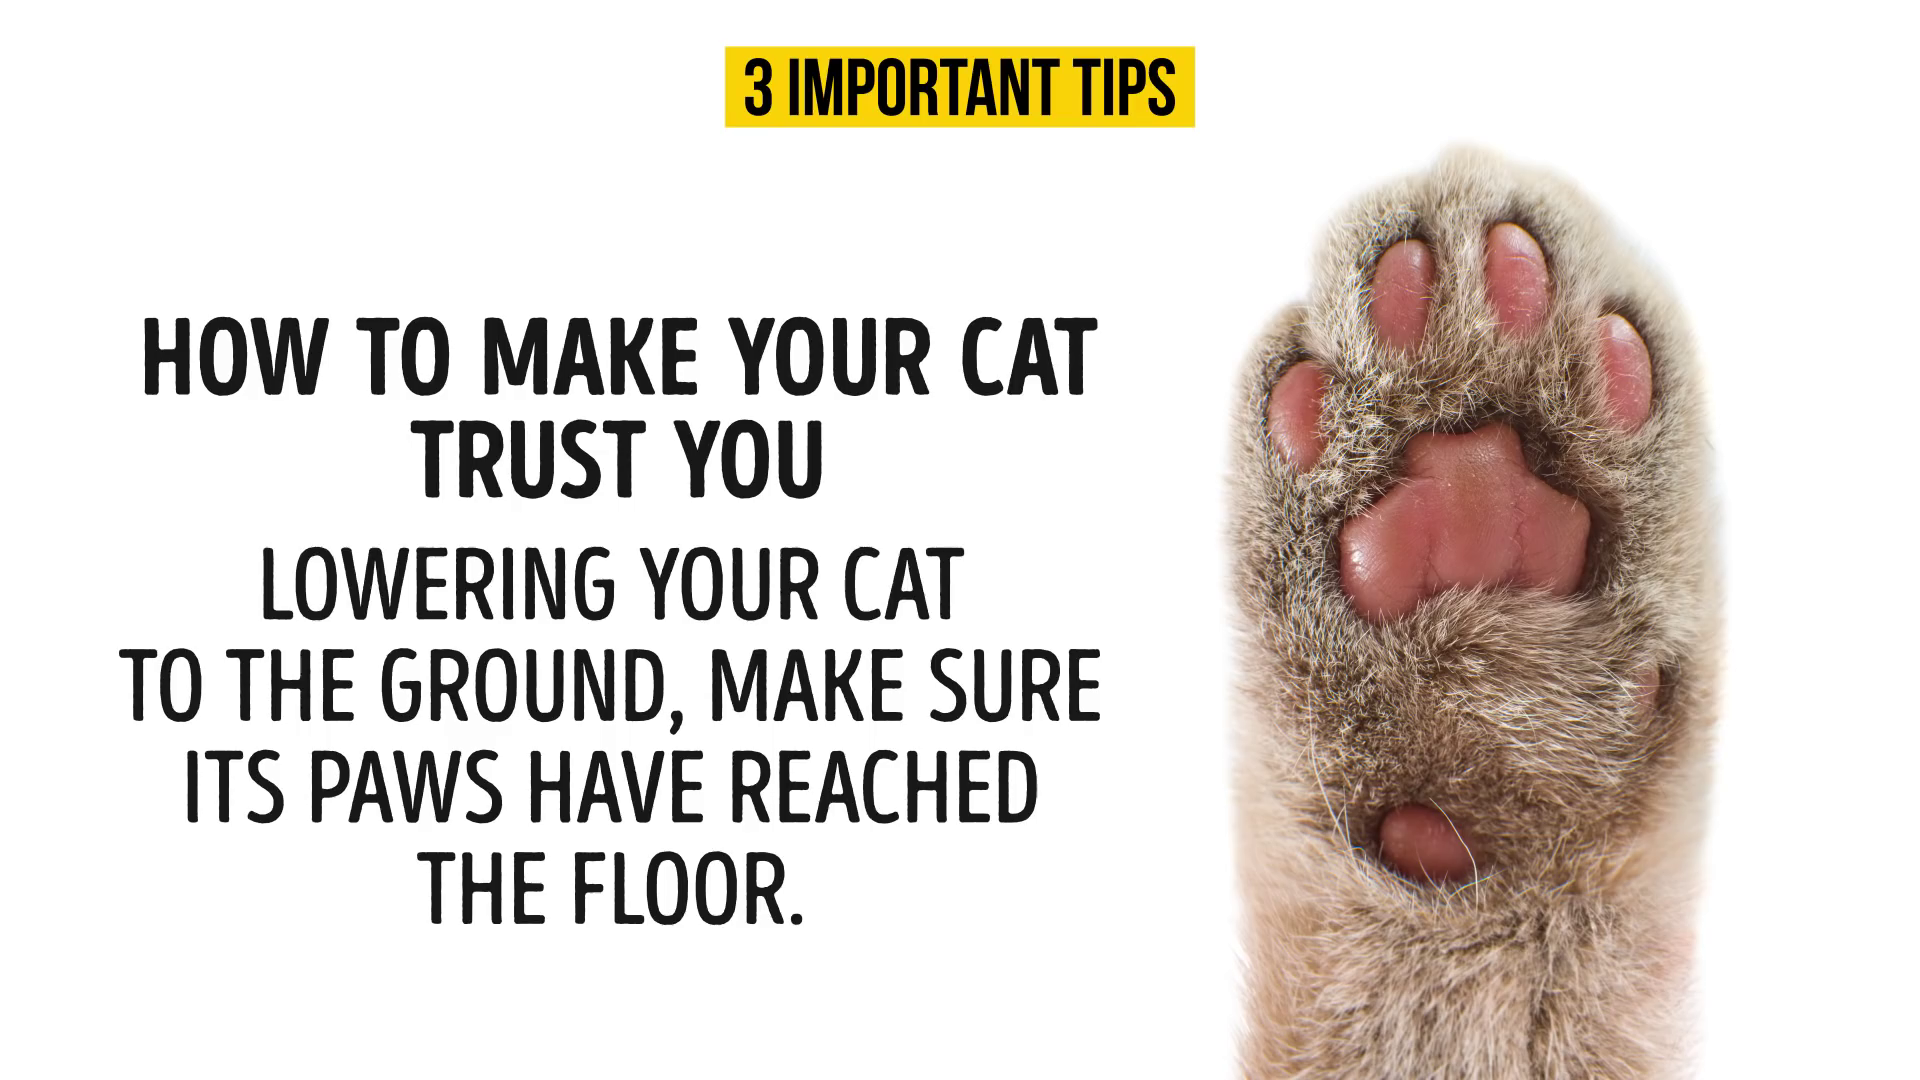 3 IMPORTANT TIPS
HOW TO MAKE YOUR CAT
TRUST YOU
LOWERING YOUR CAT
TO THE GROUND, MAKE SURE
ITS PAWS HAVE REACHED
THE FLOOR.